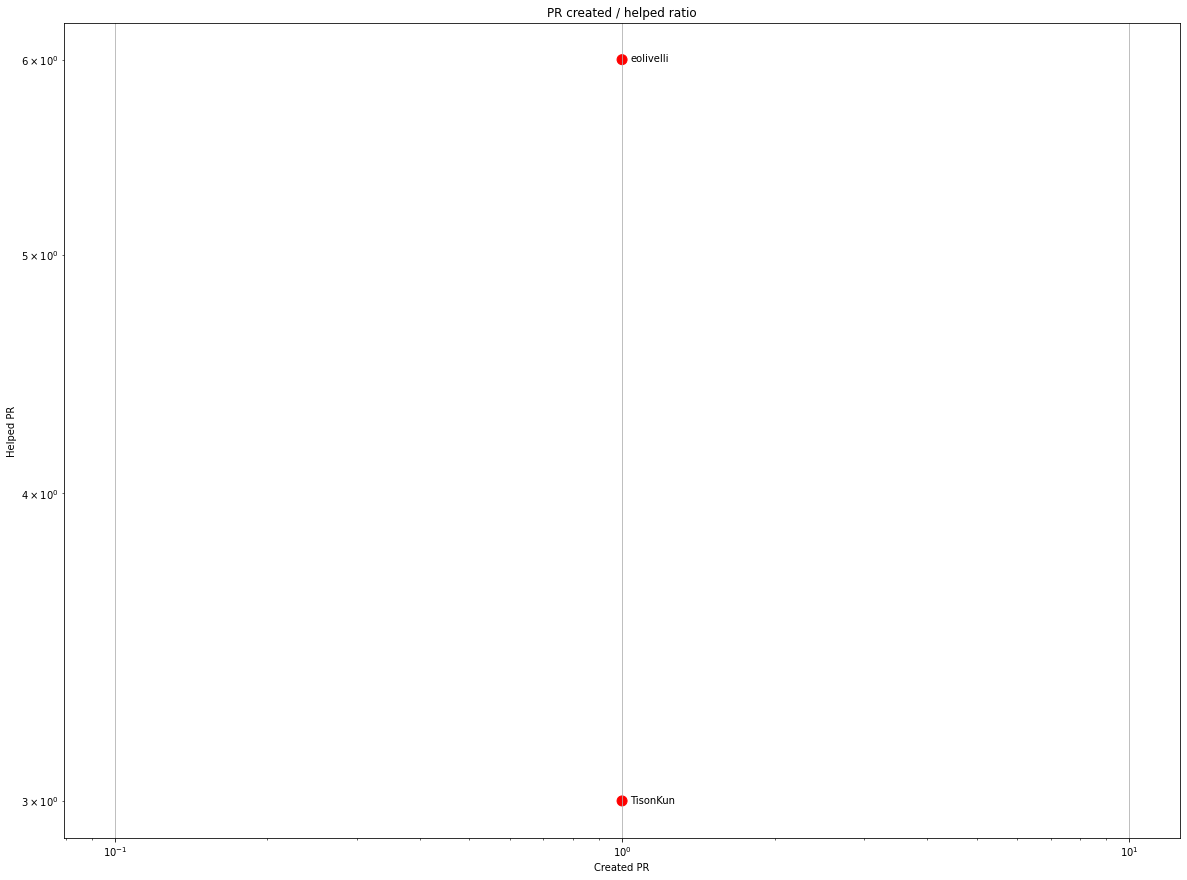 PR created / helped ratio
6 × 10⁰
eolivelli
5 × 10⁰
Helped PR
4 × 10⁰
3 × 10⁰
TisonKun
10⁻¹
10⁰
10¹
Created PR